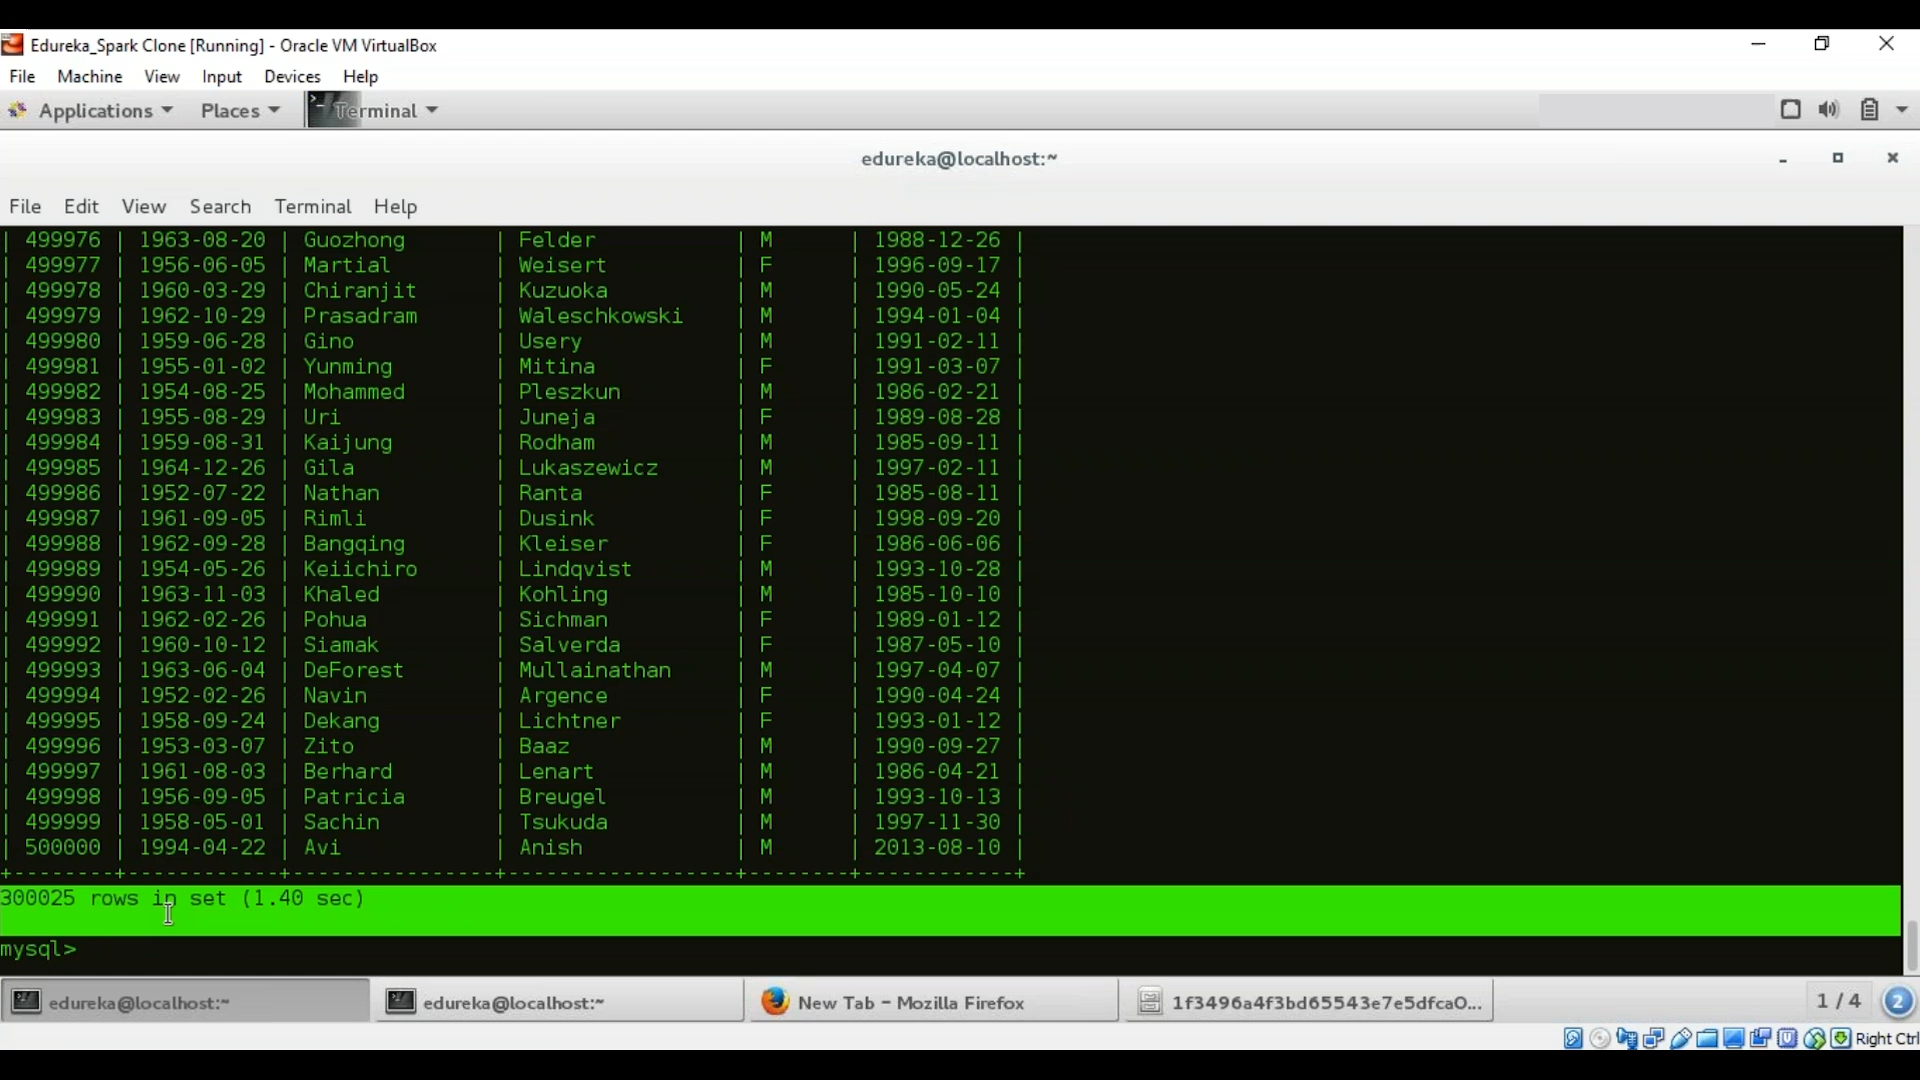 Edureka_Spark Clone [Running] - Oracle VM VirtualBox
File Machine View Input Devices Help
Applications Places Terminal
edureka@localhost:~
File Edit View Search Terminal Help
| 499976 | 1963-08-20 | Guozhong | Felder | M | 1988-12-26 |
| 499977 | 1956-06-05 | Martial | Weisert | F | 1996-09-17 |
| 499978 | 1960-03-29 | Chiranjit | Kuzuoka | M | 1990-05-24 |
| 499979 | 1962-10-29 | Prasadram | Waleschkowski | M | 1994-01-04 |
| 499980 | 1959-06-28 | Gino | Usery | M | 1991-02-11 |
| 499981 | 1955-01-02 | Yunming | Mitina | F | 1991-03-07 |
| 499982 | 1954-08-25 | Mohammed | Pleszkun | M | 1986-02-21 |
| 499983 | 1955-08-29 | Uri | Juneja | F | 1989-08-28 |
| 499984 | 1959-08-31 | Kaijung | Rodham | M | 1985-09-11 |
| 499985 | 1964-12-26 | Gila | Lukaszewicz | M | 1997-02-11 |
| 499986 | 1952-07-22 | Nathan | Ranta | F | 1985-08-11 |
| 499987 | 1961-09-05 | Rimli | Dusink | F | 1998-09-20 |
| 499988 | 1962-09-28 | Bangqing | Kleiser | F | 1986-06-06 |
| 499989 | 1954-05-26 | Keiichiro | Lindqvist | M | 1993-10-28 |
| 499990 | 1963-11-03 | Khaled | Kohling | M | 1985-10-10 |
| 499991 | 1962-02-26 | Pohua | Sichman | F | 1989-01-12 |
| 499992 | 1960-10-12 | Siamak | Salverda | F | 1987-05-10 |
| 499993 | 1963-06-04 | DeForest | Mullainathan | M | 1997-04-07 |
| 499994 | 1952-02-26 | Navin | Argence | F | 1990-04-24 |
| 499995 | 1958-09-24 | Dekang | Lichtner | F | 1993-01-12 |
| 499996 | 1953-03-07 | Zito | Baaz | M | 1990-09-27 |
| 499997 | 1961-08-03 | Berhard | Lenart | M | 1986-04-21 |
| 499998 | 1956-09-05 | Patricia | Breugel | M | 1993-10-13 |
| 499999 | 1958-05-01 | Sachin | Tsukuda | M | 1997-11-30 |
| 500000 | 1994-04-22 | Avi | Anish | M | 2013-08-10 |
+--------+------------+----------------+------------------+--------+------------+
300025 rows in set (1.40 sec)
mysql>
edureka@localhost:~ edureka@localhost:~ New Tab - Mozilla Firefox 1f3496a4f3bd65543e7e5dfca0... 1 / 4 2
Right Ctrl